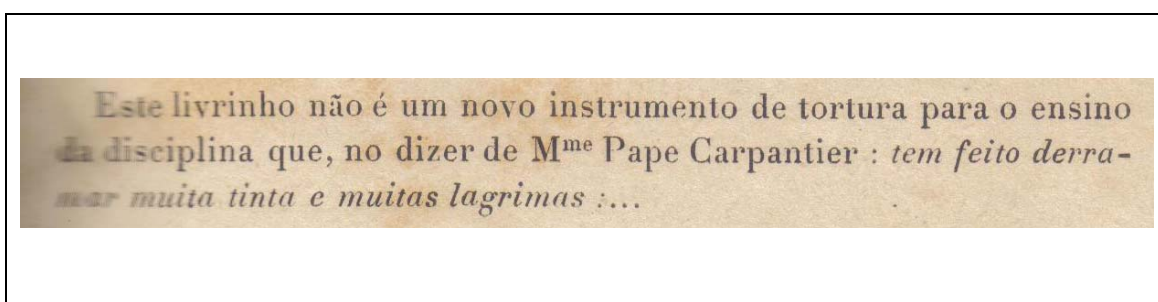 Este livrinho não é um novo instrumento de tortura para o ensino
da disciplina que, no dizer de Mᵐᵉ Pape Carpantier : tem feito derra-
mar muita tinta e muitas lagrimas :...